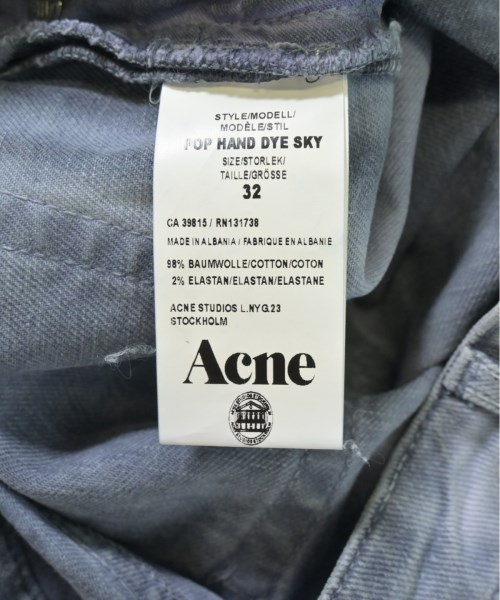 STYLE/MODELL/
MODÈLE/STIL
POP HAND DYE SKY
SIZE/STORLEK/
TAILLE/GRÖSSE
32
CA 39815 / RN131738
MADE IN ALBANIA / FABRIQUE EN ALBANIE
98% BAUMWOLLE/COTTON/COTON
2% ELASTAN/ELASTAN/ELASTANE
ACNE STUDIOS L.NYG.23
STOCKHOLM
Acne